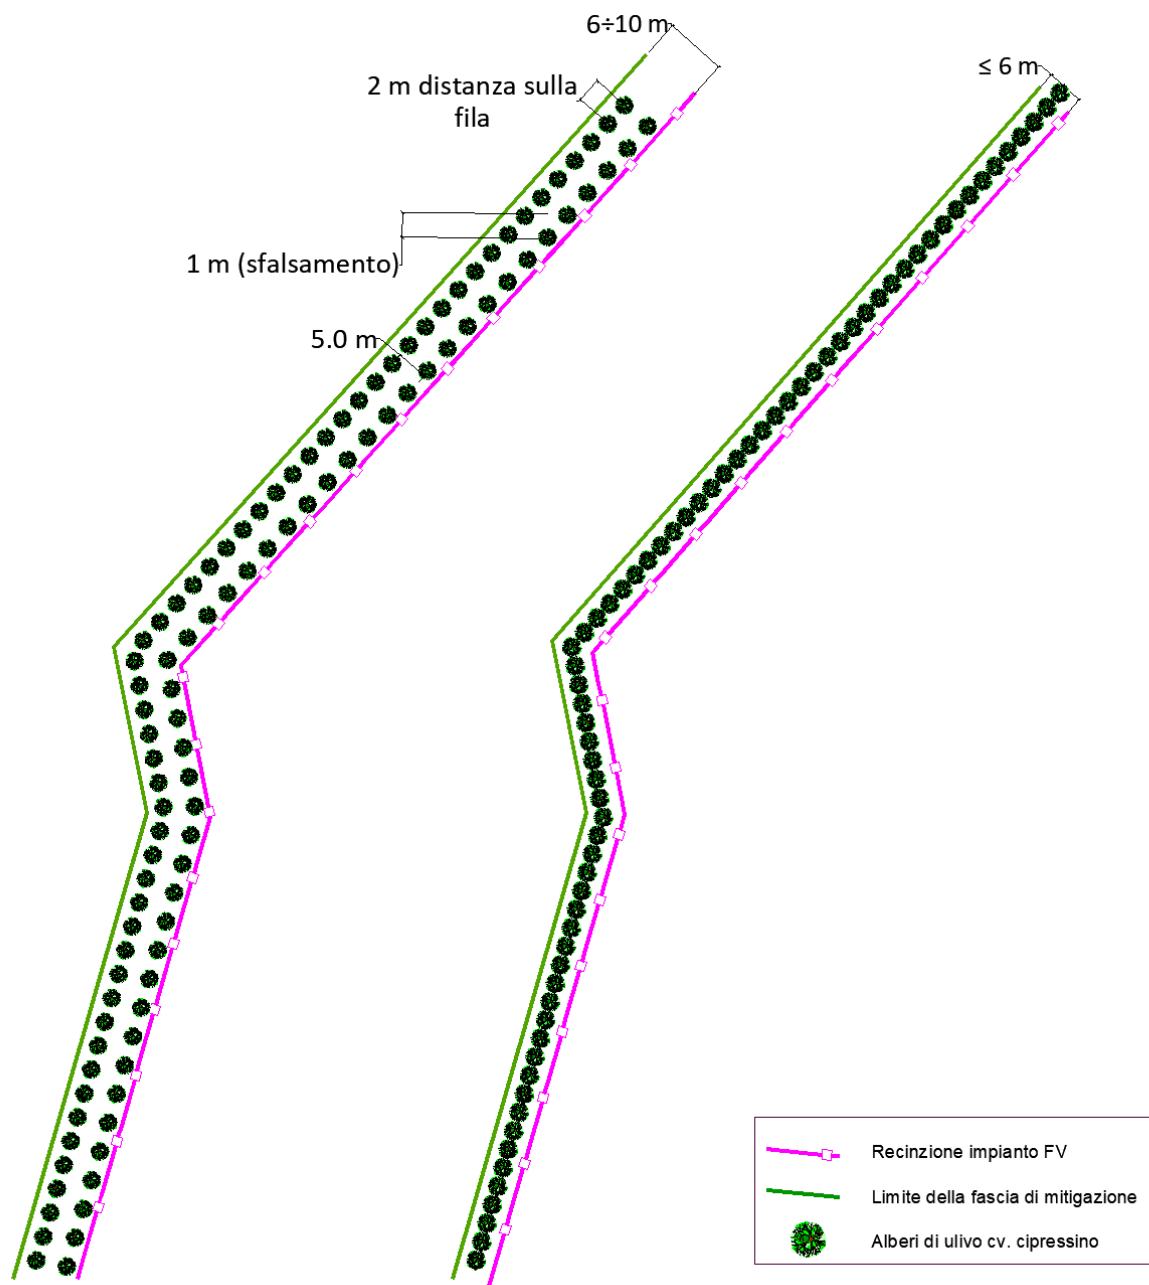 6÷10 m
2 m distanza sulla
fila
≤ 6 m
1 m (sfalsamento)
5.0 m
Recinzione impianto FV
Limite della fascia di mitigazione
Alberi di ulivo cv. cipressino